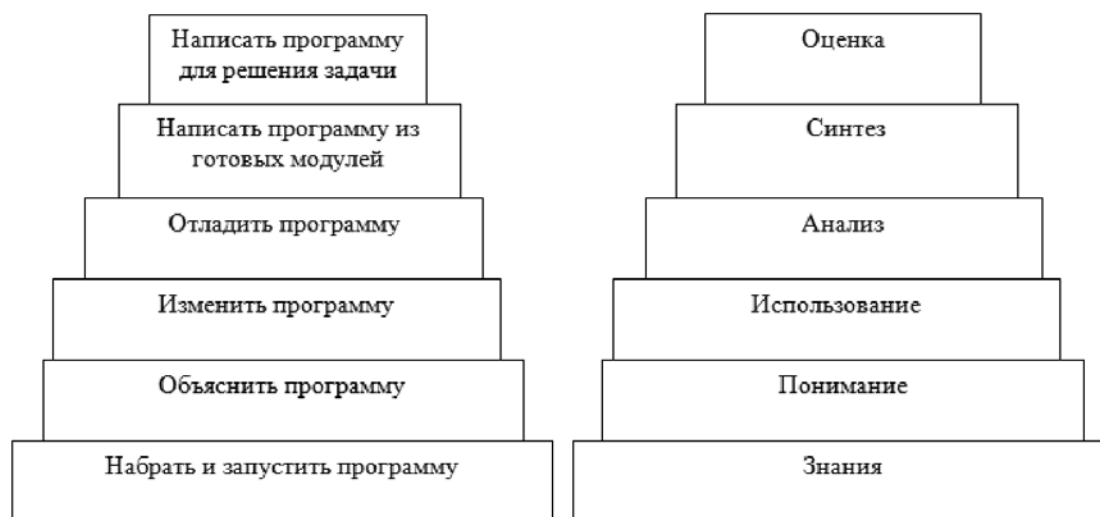 Написать программу
для решения задачи
Написать программу из
готовых модулей
Отладить программу
Изменить программу
Объяснить программу
Набрать и запустить программу
Оценка
Синтез
Анализ
Использование
Понимание
Знания